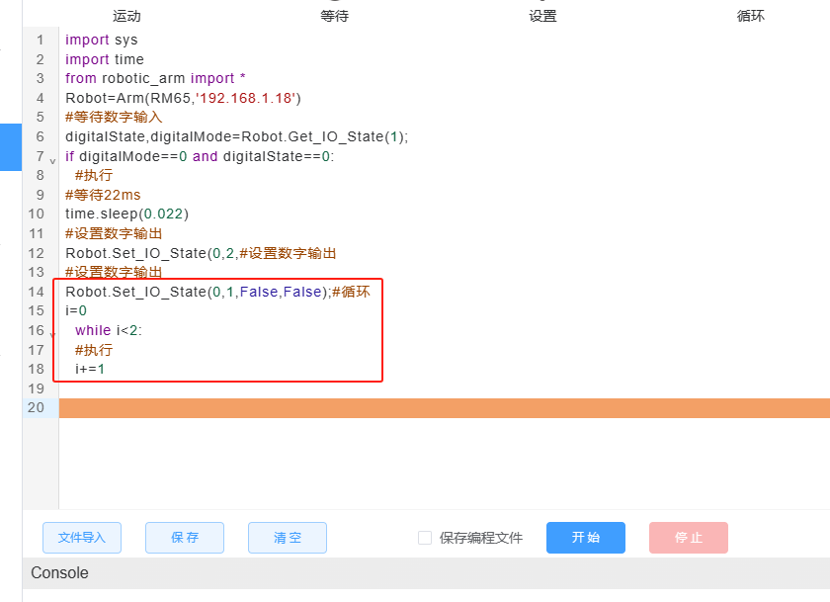 运动 等待 设置 循环
1 import sys
2 import time
3 from robotic_arm import *
4 Robot=Arm(RM65,'192.168.1.18')
5 #等待数字输入
6 digitalState,digitalMode=Robot.Get_IO_State(1);
7 if digitalMode==0 and digitalState==0:
8 #执行
9 #等待22ms
10 time.sleep(0.022)
11 #设置数字输出
12 Robot.Set_IO_State(0,2,#设置数字输出
13 #设置数字输出
14 Robot.Set_IO_State(0,1,False,False);#循环
15 i=0
16 while i<2:
17 #执行
18 i+=1
19
20
文件导入 保存 清空 保存编程文件 开始 停止
Console